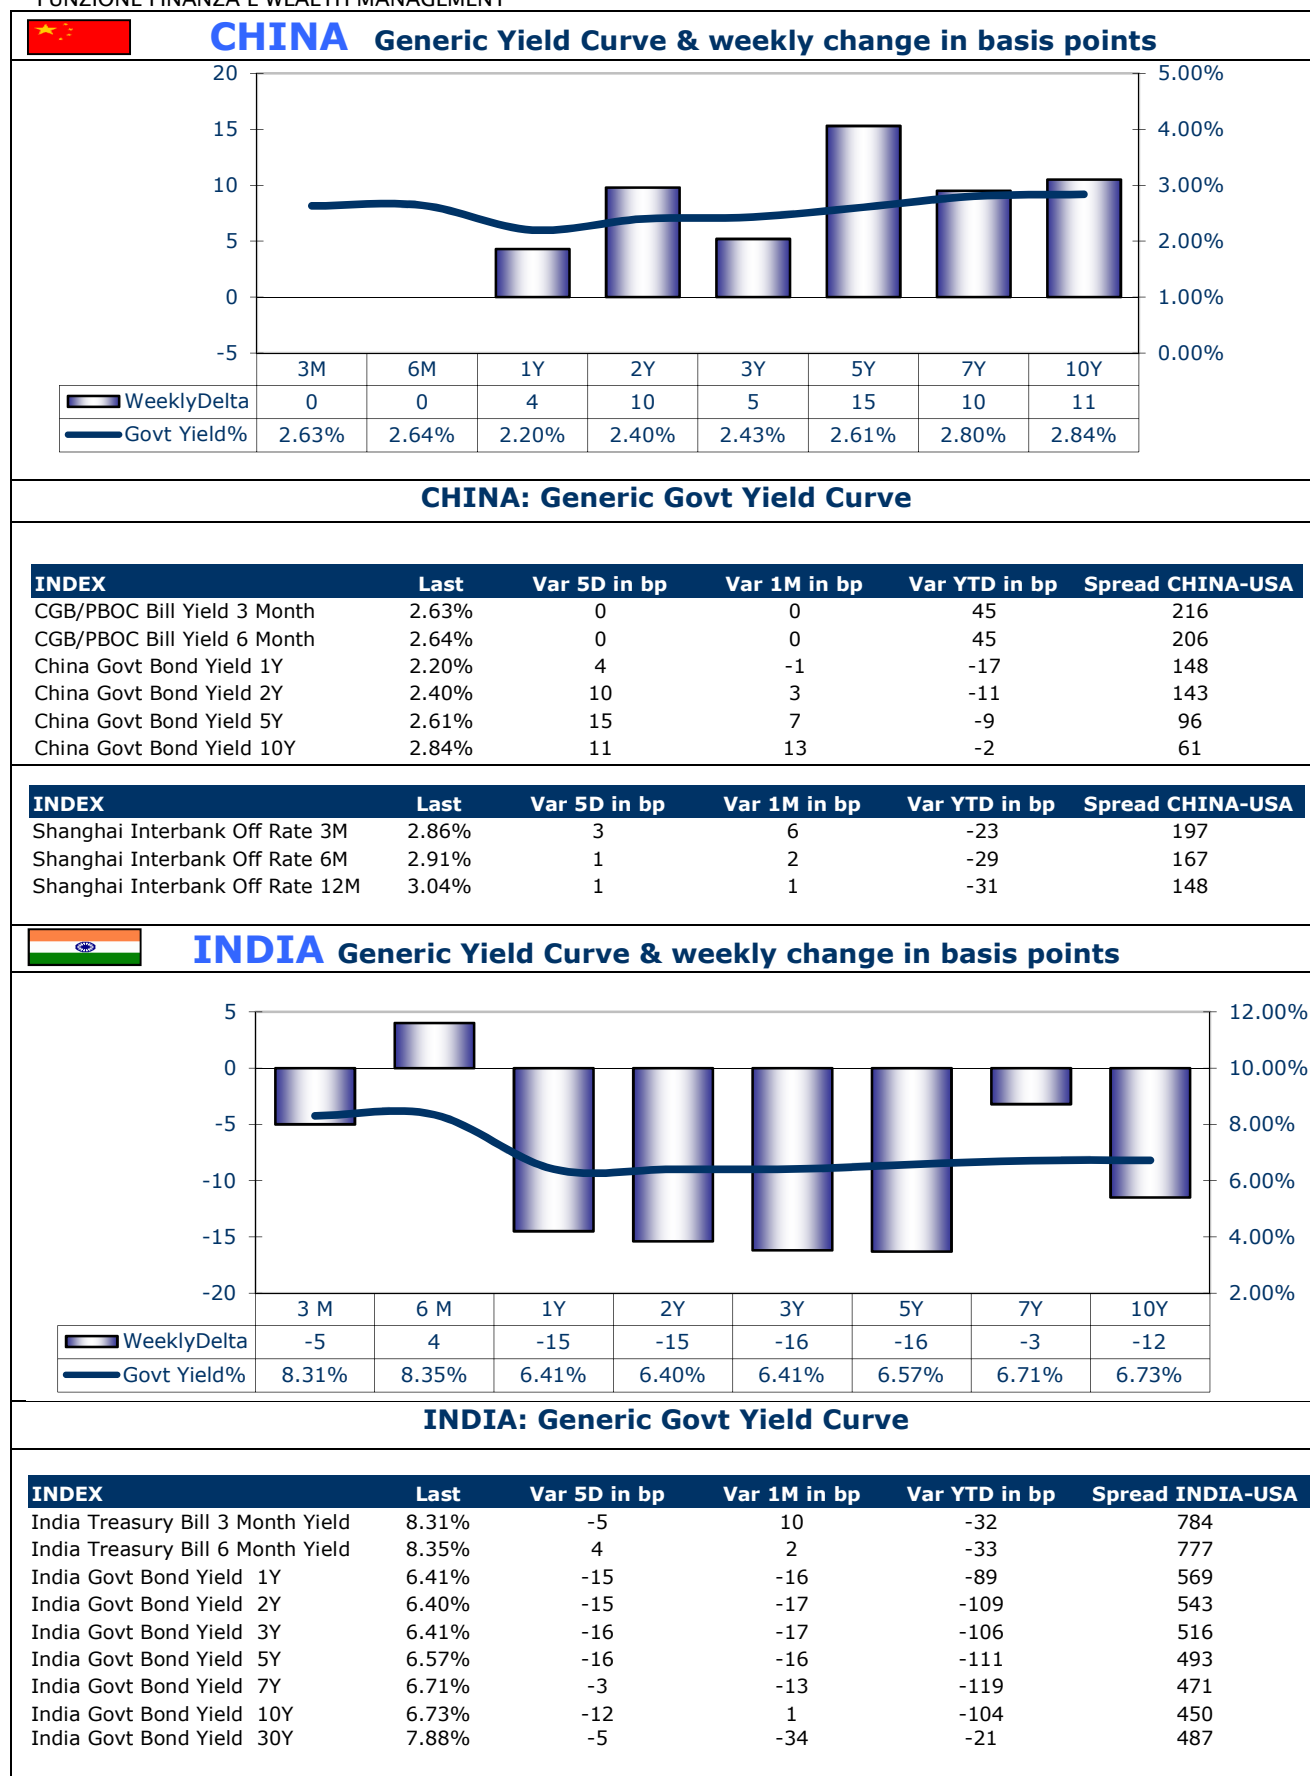 FUNZIONE FINANZA E WEALTH MANAGEMENT
CHINA Generic Yield Curve & weekly change in basis points
20 5.00%
15 4.00%
10 3.00%
5 2.00%
0 1.00%
-5 0.00%
3M 6M 1Y 2Y 3Y 5Y 7Y 10Y
WeeklyDelta 0 0 4 10 5 15 10 11
Govt Yield% 2.63% 2.64% 2.20% 2.40% 2.43% 2.61% 2.80% 2.84%
CHINA: Generic Govt Yield Curve
INDEX Last Var 5D in bp Var 1M in bp Var YTD in bp Spread CHINA-USA
CGB/PBOC Bill Yield 3 Month 2.63% 0 0 45 216
CGB/PBOC Bill Yield 6 Month 2.64% 0 0 45 206
China Govt Bond Yield 1Y 2.20% 4 -1 -17 148
China Govt Bond Yield 2Y 2.40% 10 3 -11 143
China Govt Bond Yield 5Y 2.61% 15 7 -9 96
China Govt Bond Yield 10Y 2.84% 11 13 -2 61
INDEX Last Var 5D in bp Var 1M in bp Var YTD in bp Spread CHINA-USA
Shanghai Interbank Off Rate 3M 2.86% 3 6 -23 197
Shanghai Interbank Off Rate 6M 2.91% 1 2 -29 167
Shanghai Interbank Off Rate 12M 3.04% 1 1 -31 148
INDIA Generic Yield Curve & weekly change in basis points
5 12.00%
0 10.00%
-5 8.00%
-10 6.00%
-15 4.00%
-20 2.00%
3 M 6 M 1Y 2Y 3Y 5Y 7Y 10Y
WeeklyDelta -5 4 -15 -15 -16 -16 -3 -12
Govt Yield% 8.31% 8.35% 6.41% 6.40% 6.41% 6.57% 6.71% 6.73%
INDIA: Generic Govt Yield Curve
INDEX Last Var 5D in bp Var 1M in bp Var YTD in bp Spread INDIA-USA
India Treasury Bill 3 Month Yield 8.31% -5 10 -32 784
India Treasury Bill 6 Month Yield 8.35% 4 2 -33 777
India Govt Bond Yield 1Y 6.41% -15 -16 -89 569
India Govt Bond Yield 2Y 6.40% -15 -17 -109 543
India Govt Bond Yield 3Y 6.41% -16 -17 -106 516
India Govt Bond Yield 5Y 6.57% -16 -16 -111 493
India Govt Bond Yield 7Y 6.71% -3 -13 -119 471
India Govt Bond Yield 10Y 6.73% -12 1 -104 450
India Govt Bond Yield 30Y 7.88% -5 -34 -21 487